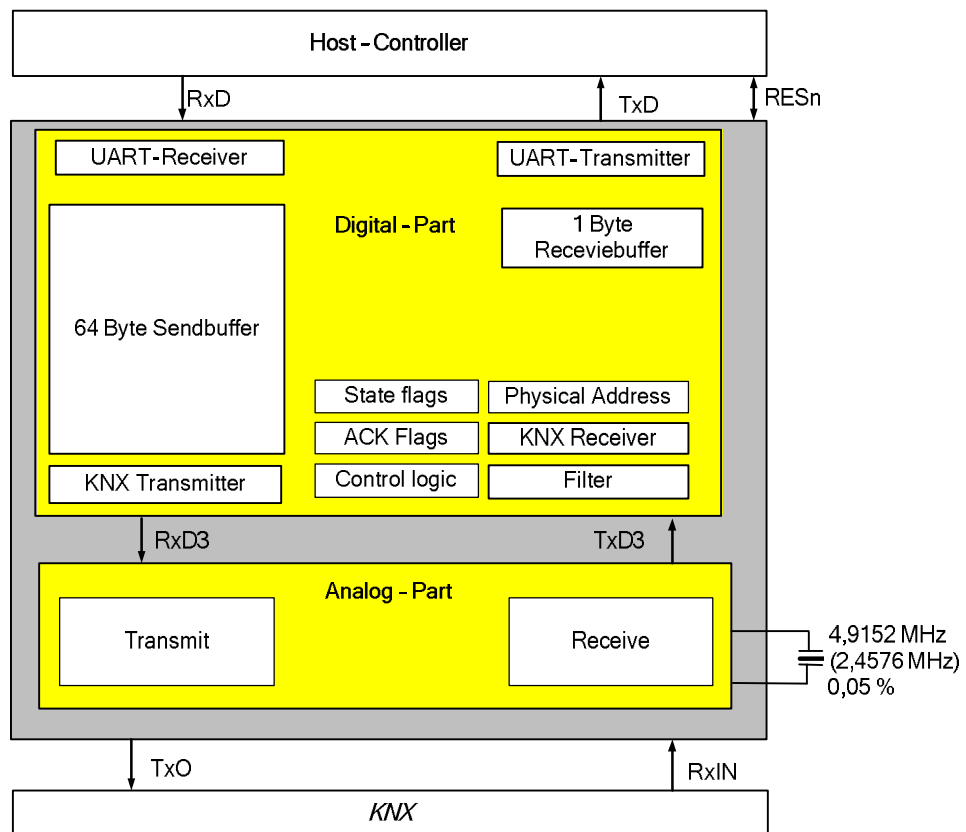 Host - Controller
RxD
TxD
RESn
UART-Receiver
UART-Transmitter
Digital - Part
1 Byte
Receviebuffer
64 Byte Sendbuffer
State flags
Physical Address
ACK Flags
KNX Receiver
KNX Transmitter
Control logic
Filter
RxD3
TxD3
Analog - Part
Transmit
Receive
4,9152 MHz
(2,4576 MHz)
0,05 %
TxO
RxIN
KNX